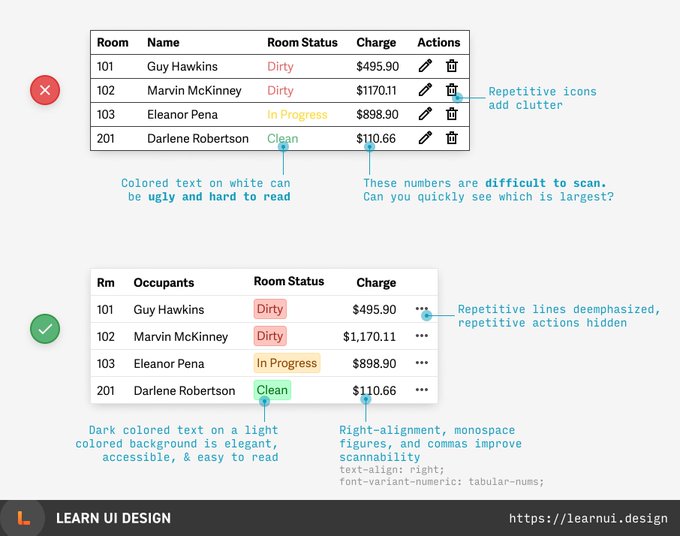 Room Name Room Status Charge Actions
101 Guy Hawkins Dirty $495.90
102 Marvin McKinney Dirty $1170.11
103 Eleanor Pena In Progress $898.90
201 Darlene Robertson Clean $110.66
Repetitive icons
add clutter
Colored text on white can
be ugly and hard to read
These numbers are difficult to scan.
Can you quickly see which is largest?
Rm Occupants Room Status Charge
101 Guy Hawkins Dirty $495.90 •••
102 Marvin McKinney Dirty $1,170.11 •••
103 Eleanor Pena In Progress $898.90 •••
201 Darlene Robertson Clean $110.66 •••
Repetitive lines deemphasized,
repetitive actions hidden
Dark colored text on a light
colored background is elegant,
accessible, & easy to read
Right-alignment, monospace
figures, and commas improve
scannability
text-align: right;
font-variant-numeric: tabular-nums;
L LEARN UI DESIGN https://learnui.design